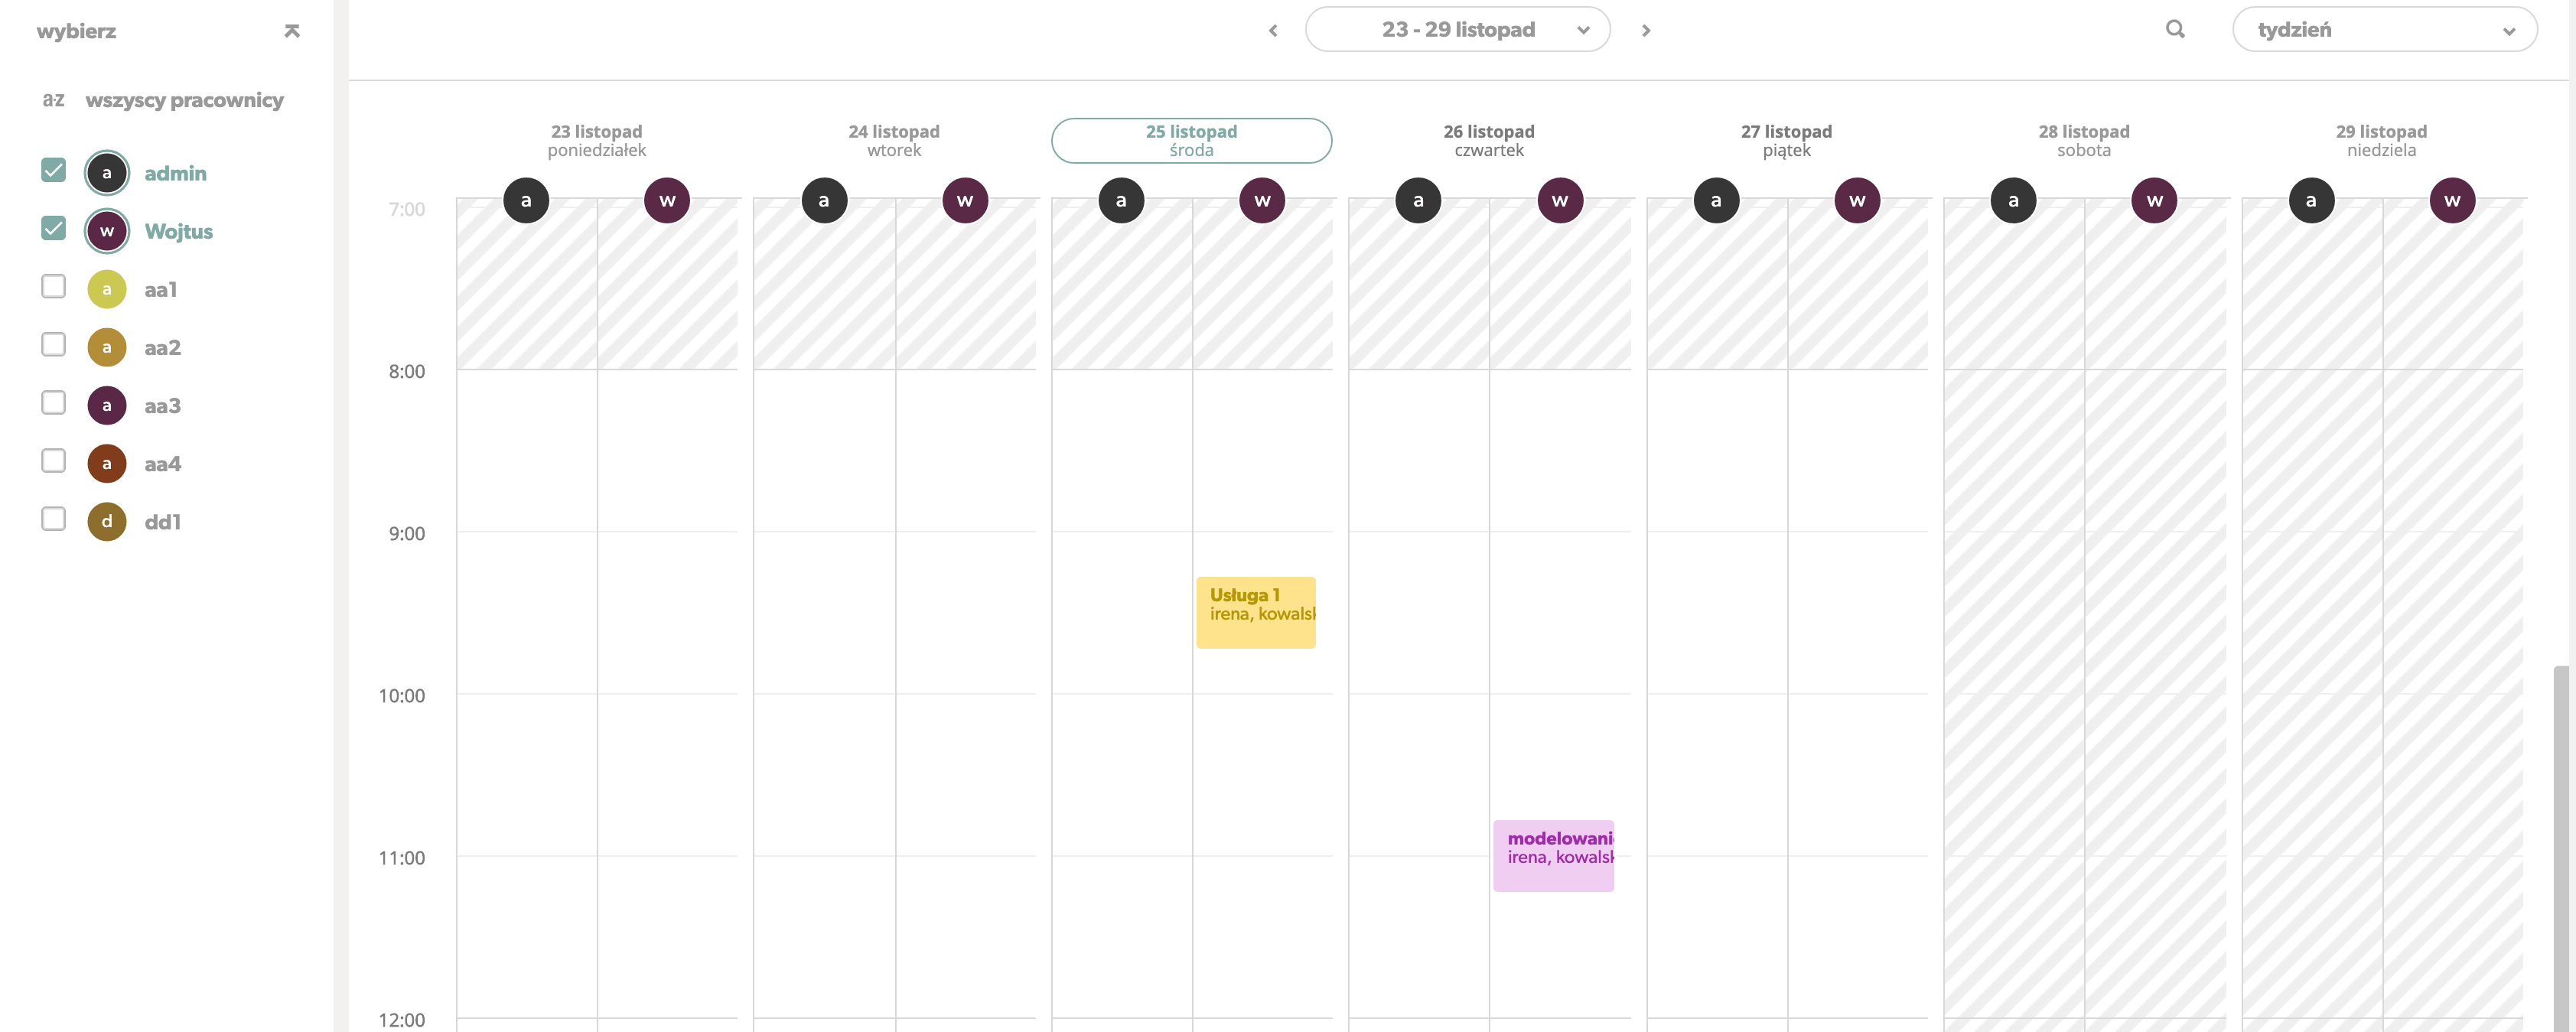 wybierz
a-z wszyscy pracownicy
a admin
w Wojtus
a aa1
a aa2
a aa3
a aa4
d dd1
23 - 29 listopad
tydzień
23 listopad
poniedziałek
24 listopad
wtorek
25 listopad
środa
26 listopad
czwartek
27 listopad
piątek
28 listopad
sobota
29 listopad
niedziela
a w a w a w a w a w a w a w
7:00
8:00
9:00
Usługa 1
irena, kowalsk
10:00
modelowani
irena, kowalsk
11:00
12:00